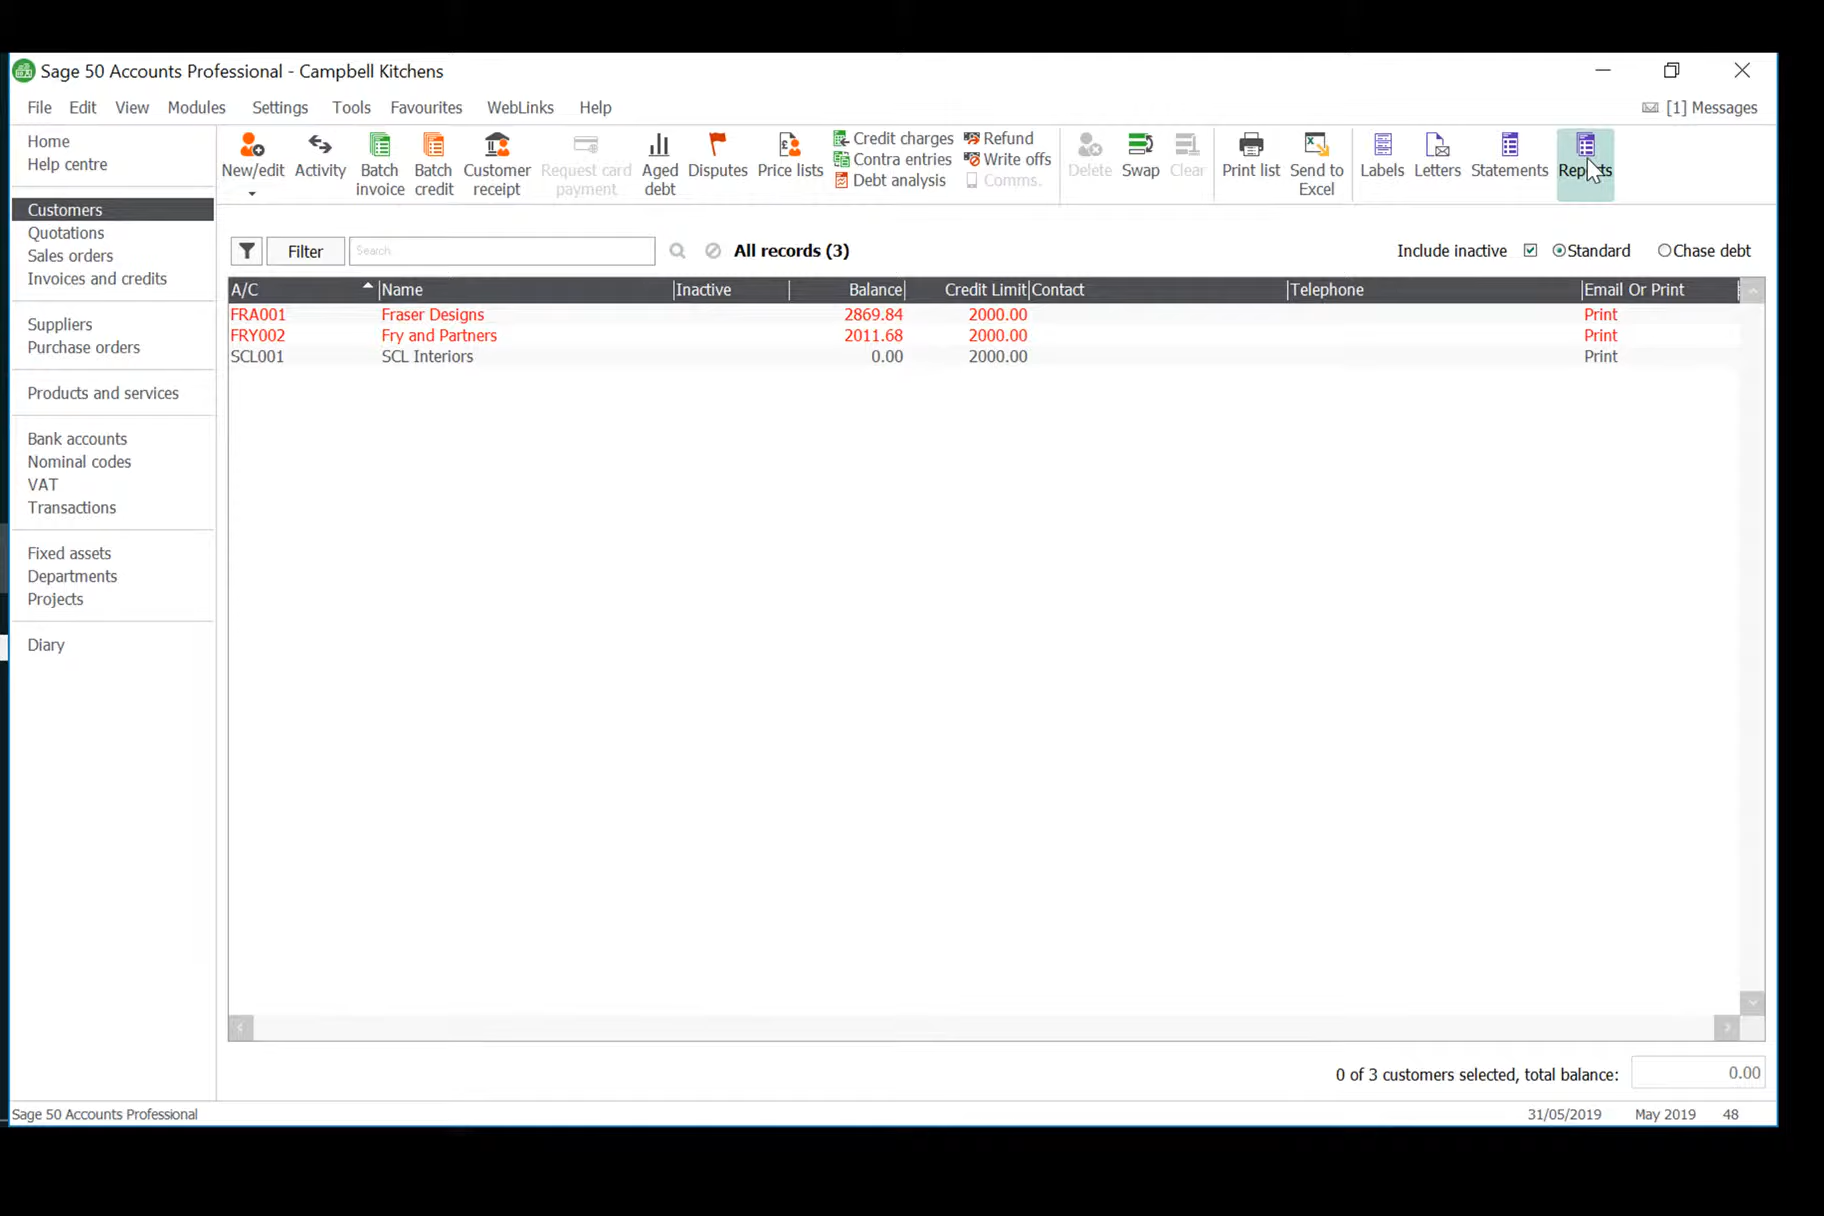 Sage 50 Accounts Professional - Campbell Kitchens
File Edit View Modules Settings Tools Favourites WebLinks Help [1] Messages
Home
Help centre
Customers
Quotations
Sales orders
Invoices and credits
Suppliers
Purchase orders
Products and services
Bank accounts
Nominal codes
VAT
Transactions
Fixed assets
Departments
Projects
Diary
New/edit
Activity
Batch
invoice
Batch
credit
Customer
receipt
Request card
payment
Aged
debt
Disputes
Price lists
Credit charges
Contra entries
Debt analysis
Refund
Write offs
Comms.
Delete
Swap
Clear
Print list
Send to
Excel
Labels
Letters
Statements
Reports
Filter Search All records (3) Include inactive Standard Chase debt
A/C Name Inactive Balance Credit Limit Contact Telephone Email Or Print
FRA001 Fraser Designs 2869.84 2000.00 Print
FRY002 Fry and Partners 2011.68 2000.00 Print
SCL001 SCL Interiors 0.00 2000.00 Print
0 of 3 customers selected, total balance: 0.00
Sage 50 Accounts Professional 31/05/2019 May 2019 48